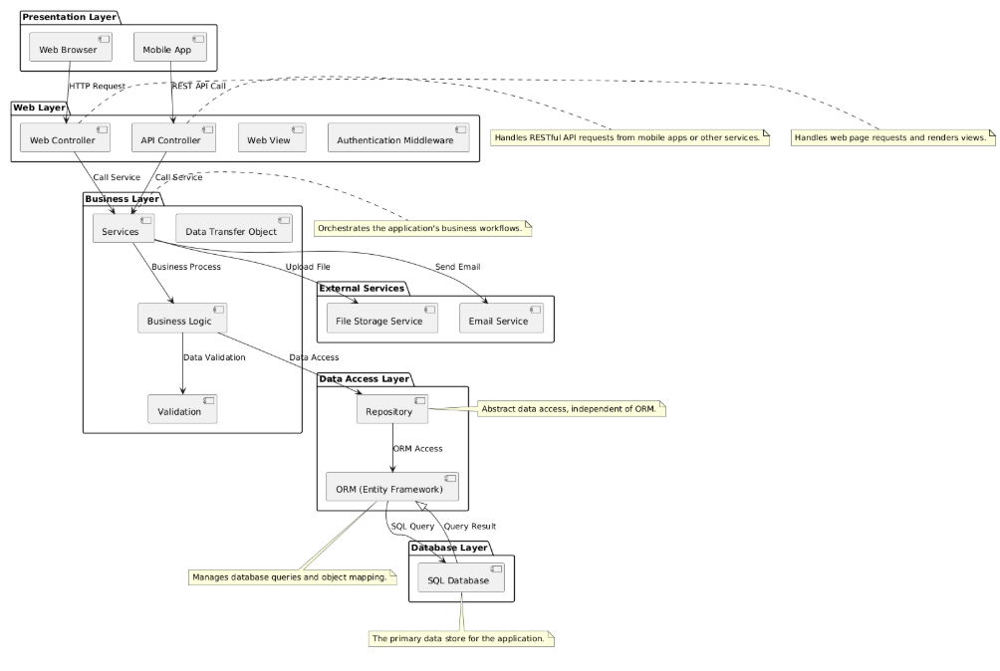 Presentation Layer
Web Browser
Mobile App
HTTP Request
REST API Call
Web Layer
Web Controller
API Controller
Web View
Authentication Middleware
Handles RESTful API requests from mobile apps or other services.
Handles web page requests and renders views.
Call Service
Call Service
Business Layer
Services
Data Transfer Object
Orchestrates the application's business workflows.
Business Process
Upload File
Send Email
External Services
Business Logic
File Storage Service
Email Service
Data Validation
Data Access
Data Access Layer
Validation
Repository
Abstract data access, independent of ORM.
ORM Access
ORM (Entity Framework)
SQL Query
Query Result
Database Layer
Manages database queries and object mapping.
SQL Database
The primary data store for the application.